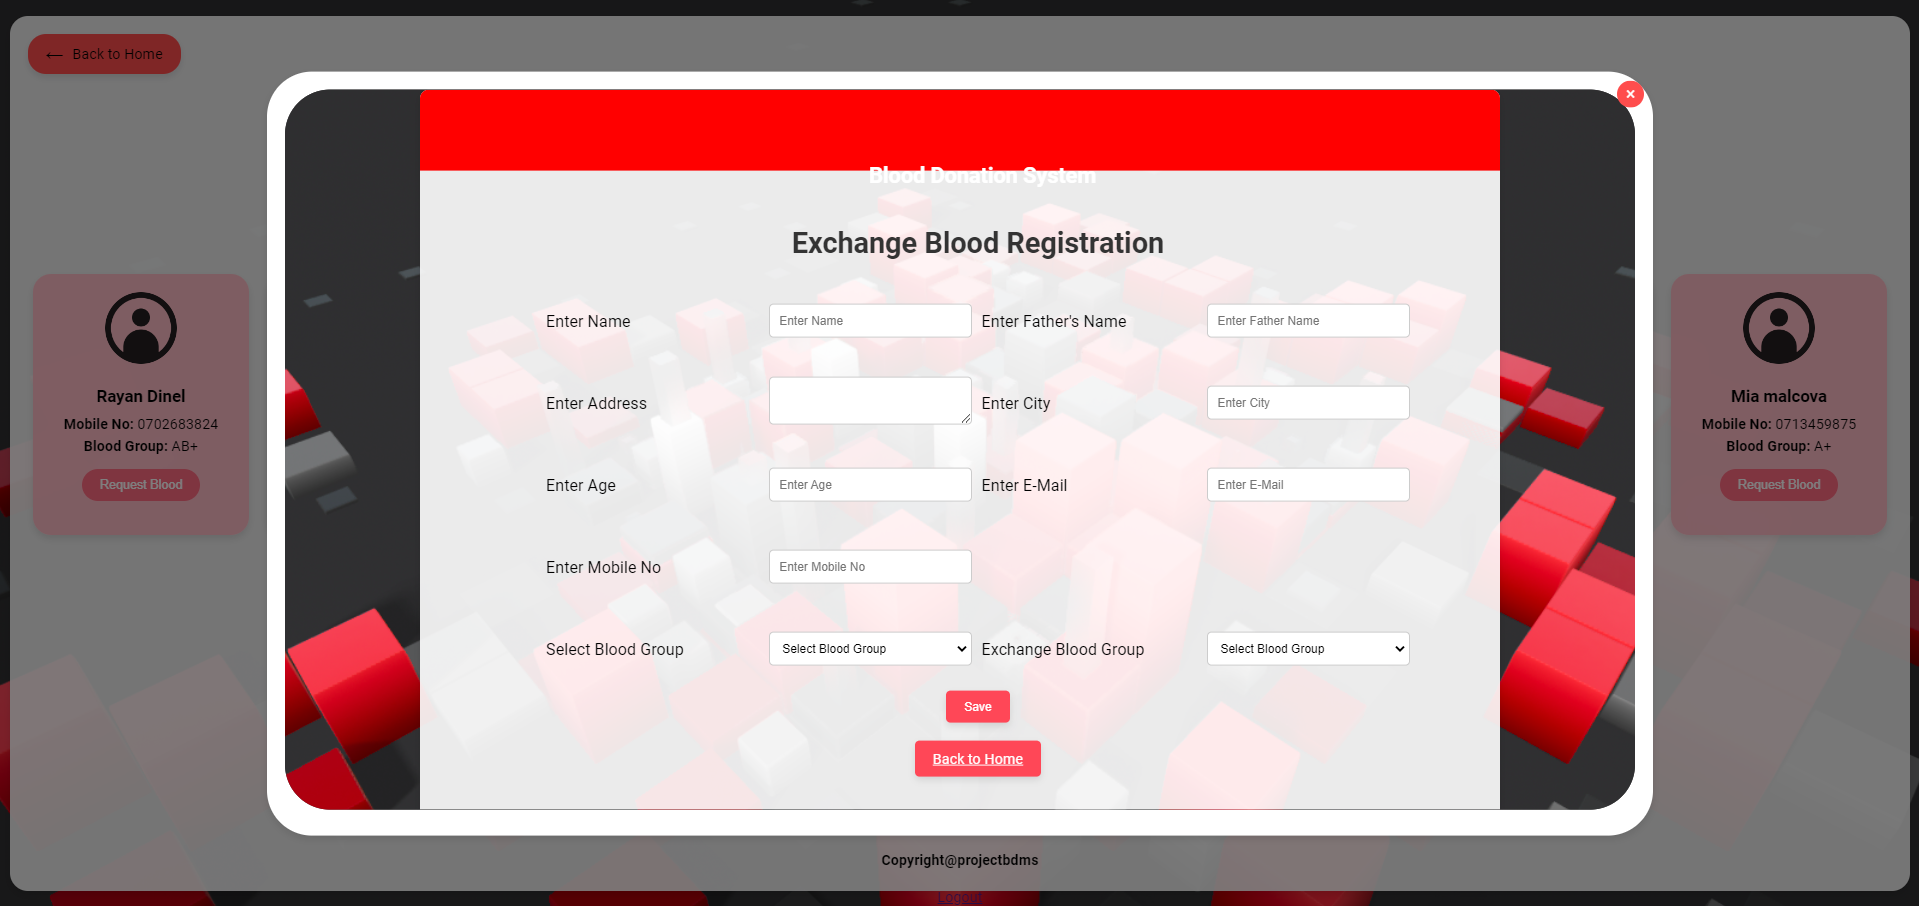 ← Back to Home
×
Blood Donation System
Exchange Blood Registration
Enter Name
Enter Name
Enter Father's Name
Enter Father Name
Enter Address
Enter City
Enter City
Enter Age
Enter Age
Enter E-Mail
Enter E-Mail
Enter Mobile No
Enter Mobile No
Select Blood Group
Select Blood Group
Exchange Blood Group
Select Blood Group
Save
Back to Home
Rayan Dinel
Mobile No: 0702683824
Blood Group: AB+
Request Blood
Mia malcova
Mobile No: 0713459875
Blood Group: A+
Request Blood
Copyright@projectbdms
Logout